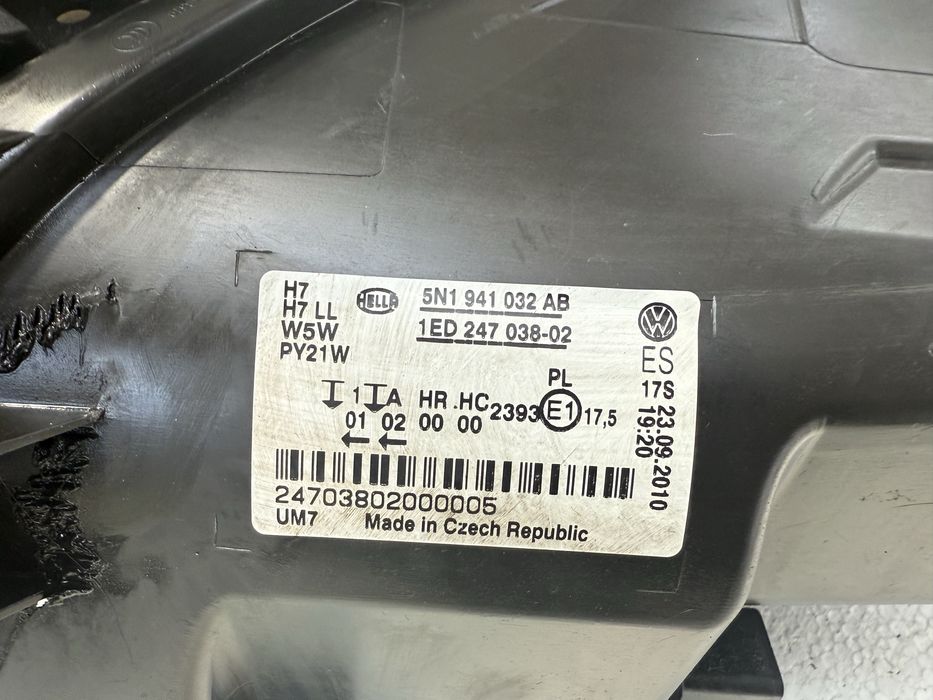 H7
H7 LL
W5W
PY21W
HELLA
5N1 941 032 AB
1ED 247 038-02
VW
ES
17S 23.09.2010
19:20
PL
1 A HR .HC 2393 E1 17,5
01 02 00 00
24703802000005
UM7 Made in Czech Republic